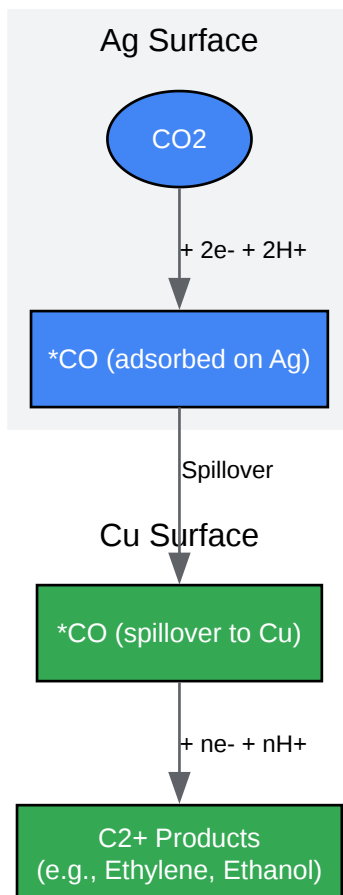 Ag Surface
CO2
+ 2e- + 2H+
*CO (adsorbed on Ag)
Spillover
Cu Surface
*CO (spillover to Cu)
+ ne- + nH+
C2+ Products
(e.g., Ethylene, Ethanol)